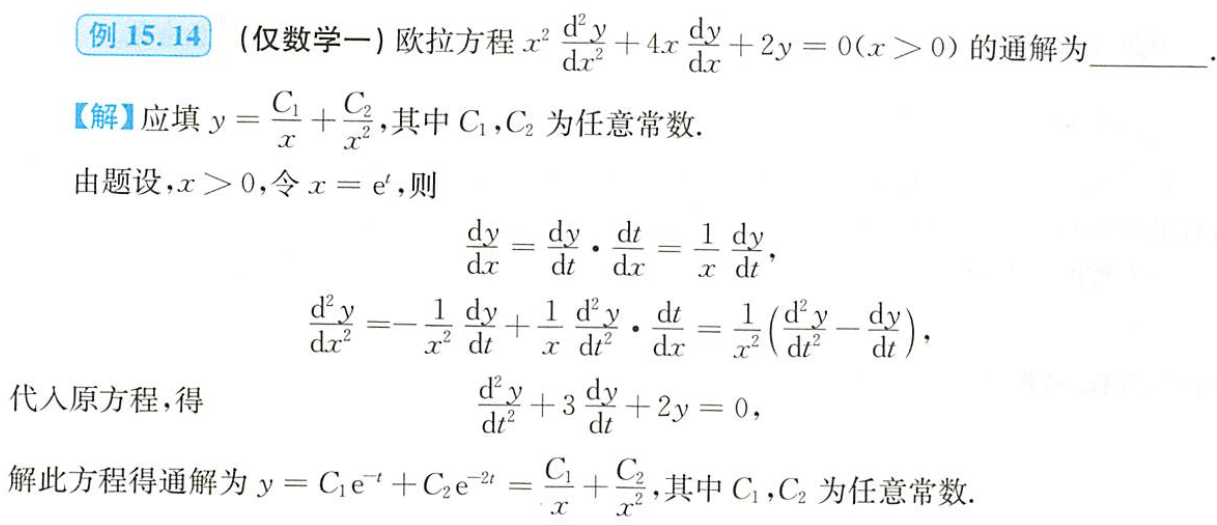 例 15.14 (仅数学一) 欧拉方程 $x^2 \frac{d^2y}{dx^2} + 4x \frac{dy}{dx} + 2y = 0 (x > 0)$ 的通解为________.
【解】应填 $y = \frac{C_1}{x} + \frac{C_2}{x^2}$,其中 $C_1, C_2$ 为任意常数.
由题设,$x > 0$,令 $x = e^t$,则
$\frac{dy}{dx} = \frac{dy}{dt} \cdot \frac{dt}{dx} = \frac{1}{x} \frac{dy}{dt},$
$\frac{d^2y}{dx^2} = -\frac{1}{x^2} \frac{dy}{dt} + \frac{1}{x} \frac{d^2y}{dt^2} \cdot \frac{dt}{dx} = \frac{1}{x^2} \left( \frac{d^2y}{dt^2} - \frac{dy}{dt} \right),$
代入原方程,得 $\frac{d^2y}{dt^2} + 3 \frac{dy}{dt} + 2y = 0,$
解此方程得通解为 $y = C_1 e^{-t} + C_2 e^{-2t} = \frac{C_1}{x} + \frac{C_2}{x^2}$,其中 $C_1, C_2$ 为任意常数.